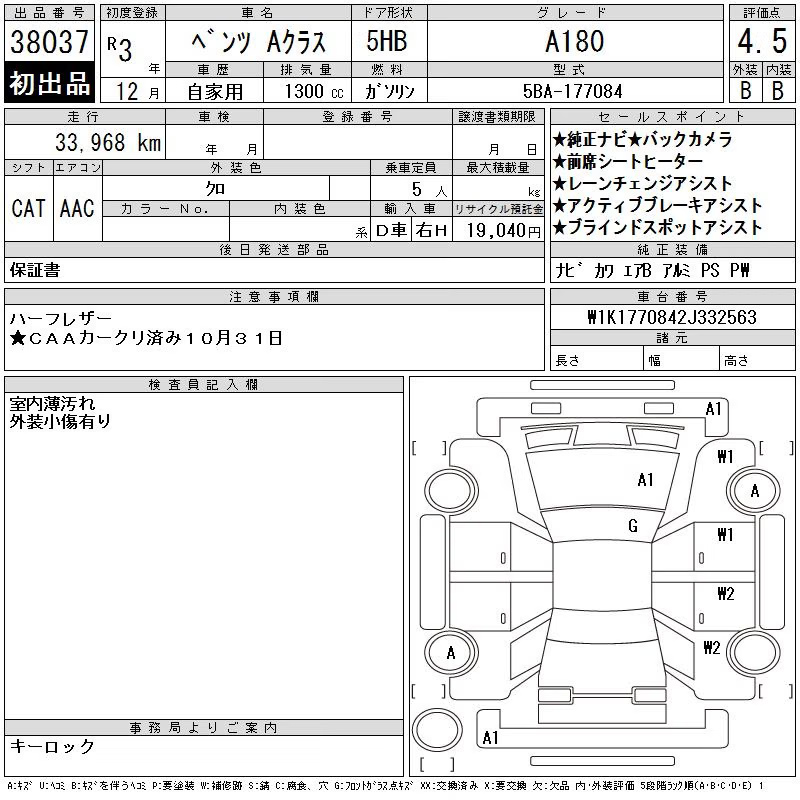 出品番号 初度登録 車名 ドア形状 グレード 評価点
38037 R3年 ﾍﾞﾝﾂ Aｸﾗｽ 5HB A180 4.5
初出品 車歴 排気量 燃料 型式 外装 内装
12月 自家用 1300 cc ｶﾞｿﾘﾝ 5BA-177084 B B
走行 車検 登録番号 譲渡書類期限 セールスポイント
33,968 km 年 月 月 日
シフト エアコン 外装色 乗車定員 最大積載量
CAT AAC ｸﾛ 5人 kg
カラーNo. 内装色 輸入車 リサイクル預託金
系 D車 右H 19,040円
★純正ナビ★バックカメラ
★前席シートヒーター
★レーンチェンジアシスト
★アクティブブレーキアシスト
★ブラインドスポットアシスト
後日発送部品 純正装備
保証書 ﾅﾋﾞ ｶﾜ ｴｱB ｱﾙﾐ PS PW
注意事項欄 車台番号
ハーフレザー W1K1770842J332563
★ＣＡＡカークリ済み１０月３１日 諸元
長さ 幅 高さ
検査員記入欄
室内薄汚れ
外装小傷有り
A1
W1
A1 A
G W1
W2
A W2
A1
事務局よりご案内
キーロック
A:ｷｽﾞ U:ﾍｺﾐ B:ｷｽﾞを伴うﾍｺﾐ P:要塗装 W:補修跡 S:錆 C:腐食、穴 G:ﾌﾛﾝﾄｶﾞﾗｽ点ｷｽﾞ XX:交換済み X:要交換 欠:欠品 内･外装評価 5段階ﾗﾝｸ順(A･B･C･D･E) 1